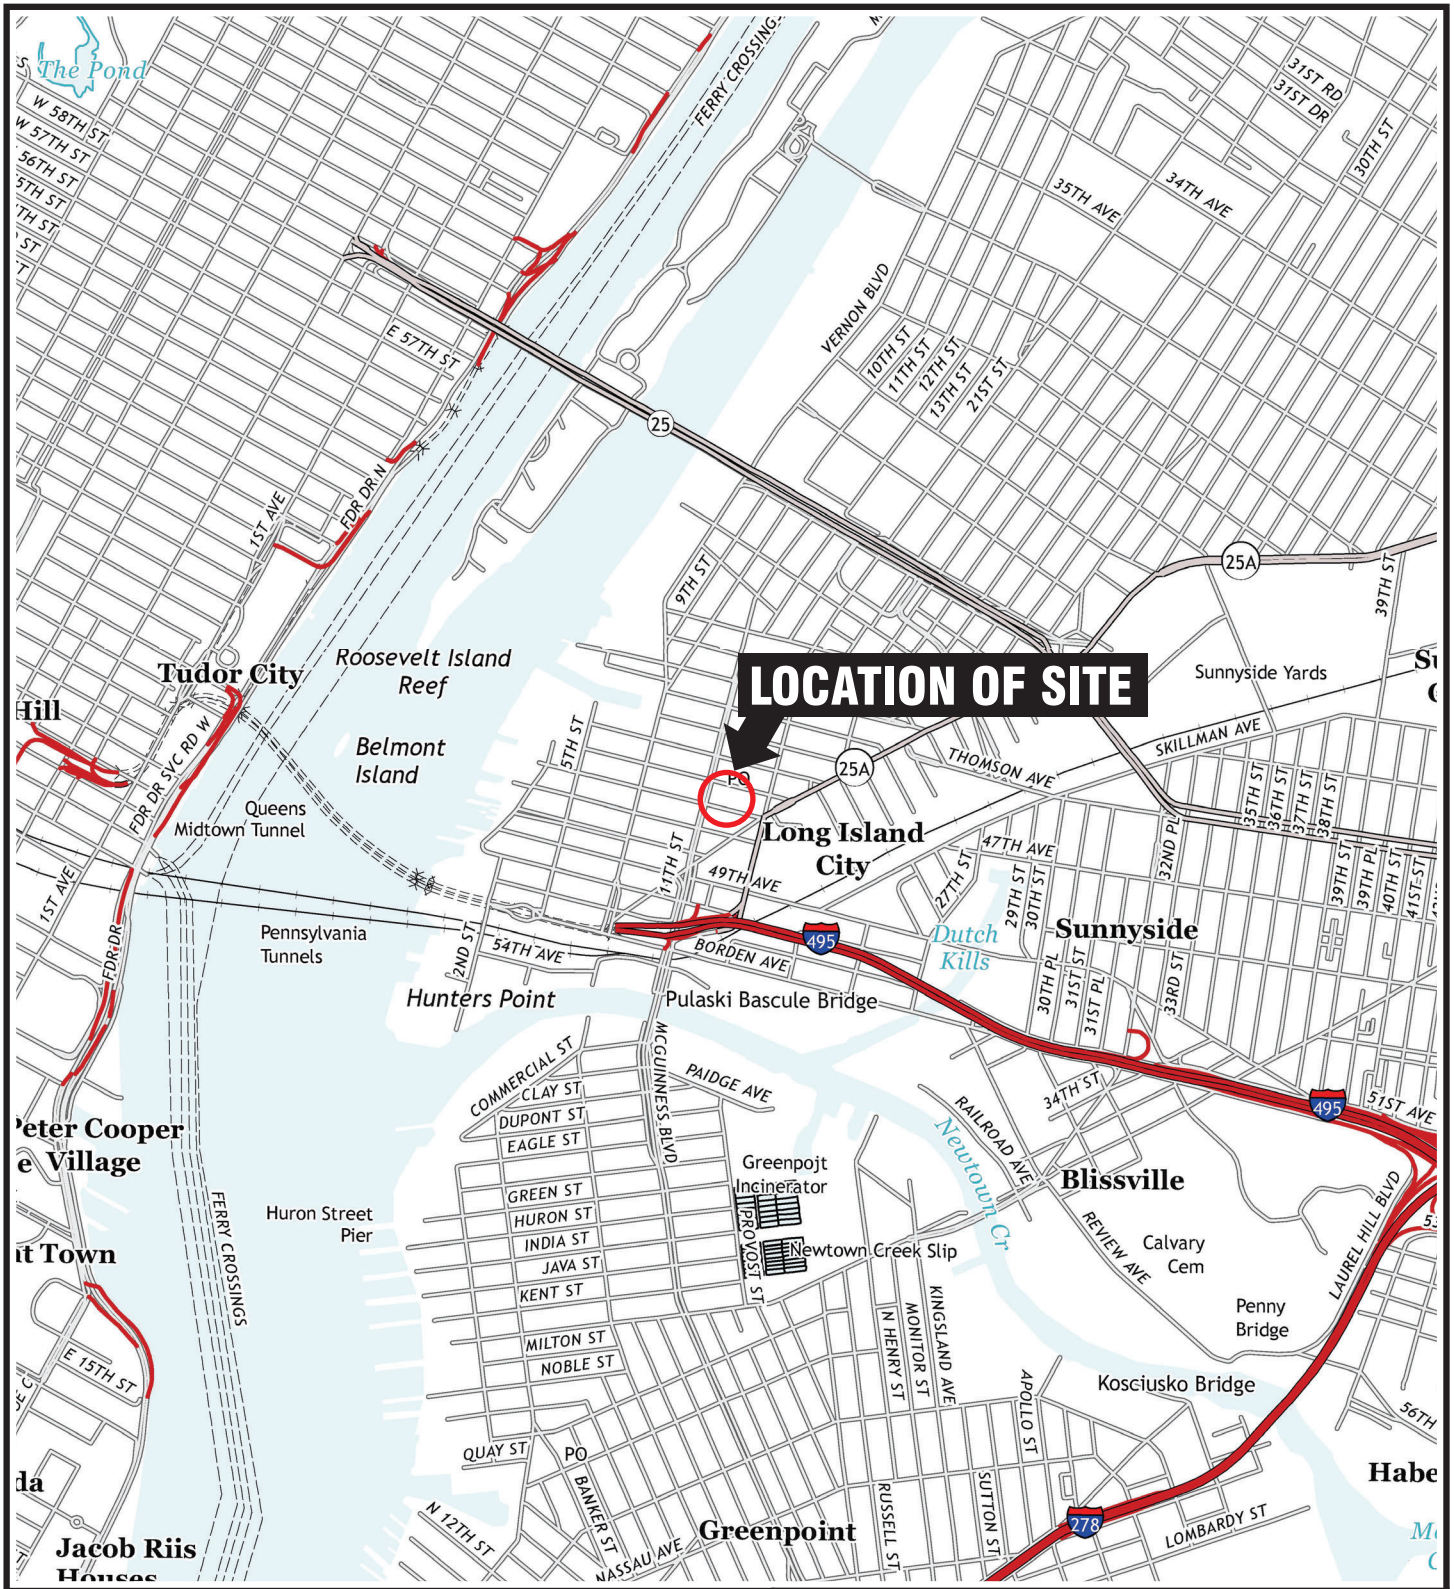 The Pond
W 58TH ST
W 57TH ST
56TH ST
5TH ST
TH ST
ST
FERRY CROSSINGS
31ST RD
31ST DR
30TH ST
35TH AVE
34TH AVE
VERNON BLVD
10TH ST
11TH ST
12TH ST
13TH ST
21ST ST
E 57TH ST
25
1ST AVE
FDR DR N
9TH ST
25A
39TH ST
Roosevelt Island
Reef
Tudor City
LOCATION OF SITE
Sunnyside Yards
Hill
FDR DR SVC RD W
Belmont
Island
5TH ST
PO
25A
THOMSON AVE
SKILLMAN AVE
Queens
Midtown Tunnel
Long Island
City
35TH ST
36TH ST
37TH ST
38TH ST
32ND PL
39TH ST
39TH PL
40TH ST
41ST ST
1ST AVE
11TH ST
49TH AVE
47TH AVE
27TH ST
29TH ST
30TH ST
Pennsylvania
Tunnels
FDR DR
2ND ST
54TH AVE
BORDEN AVE
495
Dutch
Kills
Sunnyside
Hunters Point
Pulaski Bascule Bridge
30TH PL
31ST ST
31ST PL
33RD ST
MCGUINNESS BLVD
COMMERCIAL ST
CLAY ST
DUPONT ST
EAGLE ST
PAIDGE AVE
34TH ST
495
51ST AVE
RAILROAD AVE
Newtown Cr
Peter Cooper
e Village
Greenpojt
Incinerator
Blissville
GREEN ST
HURON ST
INDIA ST
JAVA ST
KENT ST
Huron Street
Pier
FERRY CROSSINGS
PROVOST ST
Newtown Creek Slip
REVIEW AVE
Calvary
Cem
LAUREL HILL BLVD
53
t Town
Penny
Bridge
MILTON ST
NOBLE ST
N HENRY ST
MONITOR ST
KINGSLAND AVE
E 15TH ST
Kosciusko Bridge
APOLLO ST
56TH
QUAY ST
PO
BANKER ST
da
Habe
N 12TH ST
NASSAU AVE
Greenpoint
RUSSELL ST
SUTTON ST
278
LOMBARDY ST
Jacob Riis
Houses